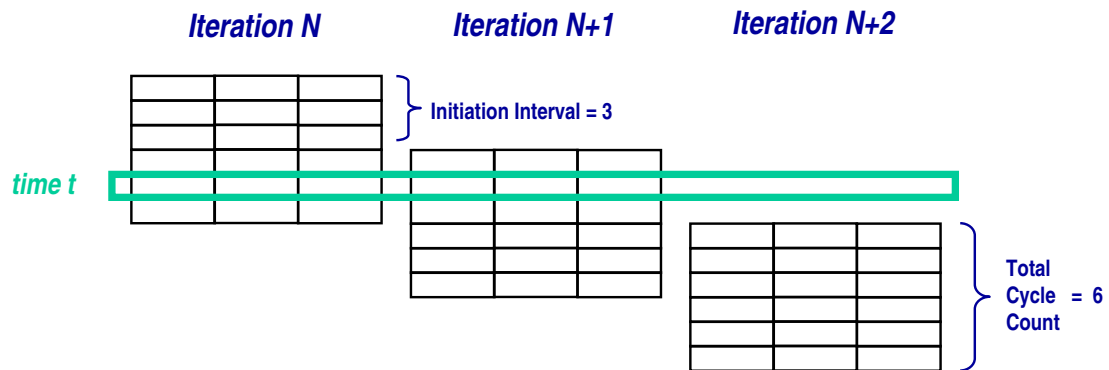 Iteration N
Iteration N+1
Iteration N+2
Initiation Interval = 3
time t
Total
Cycle = 6
Count